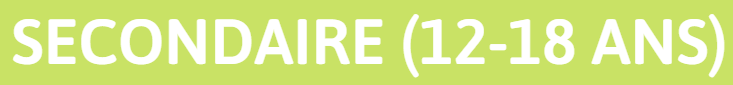 SECONDAIRE (12-18 ANS)